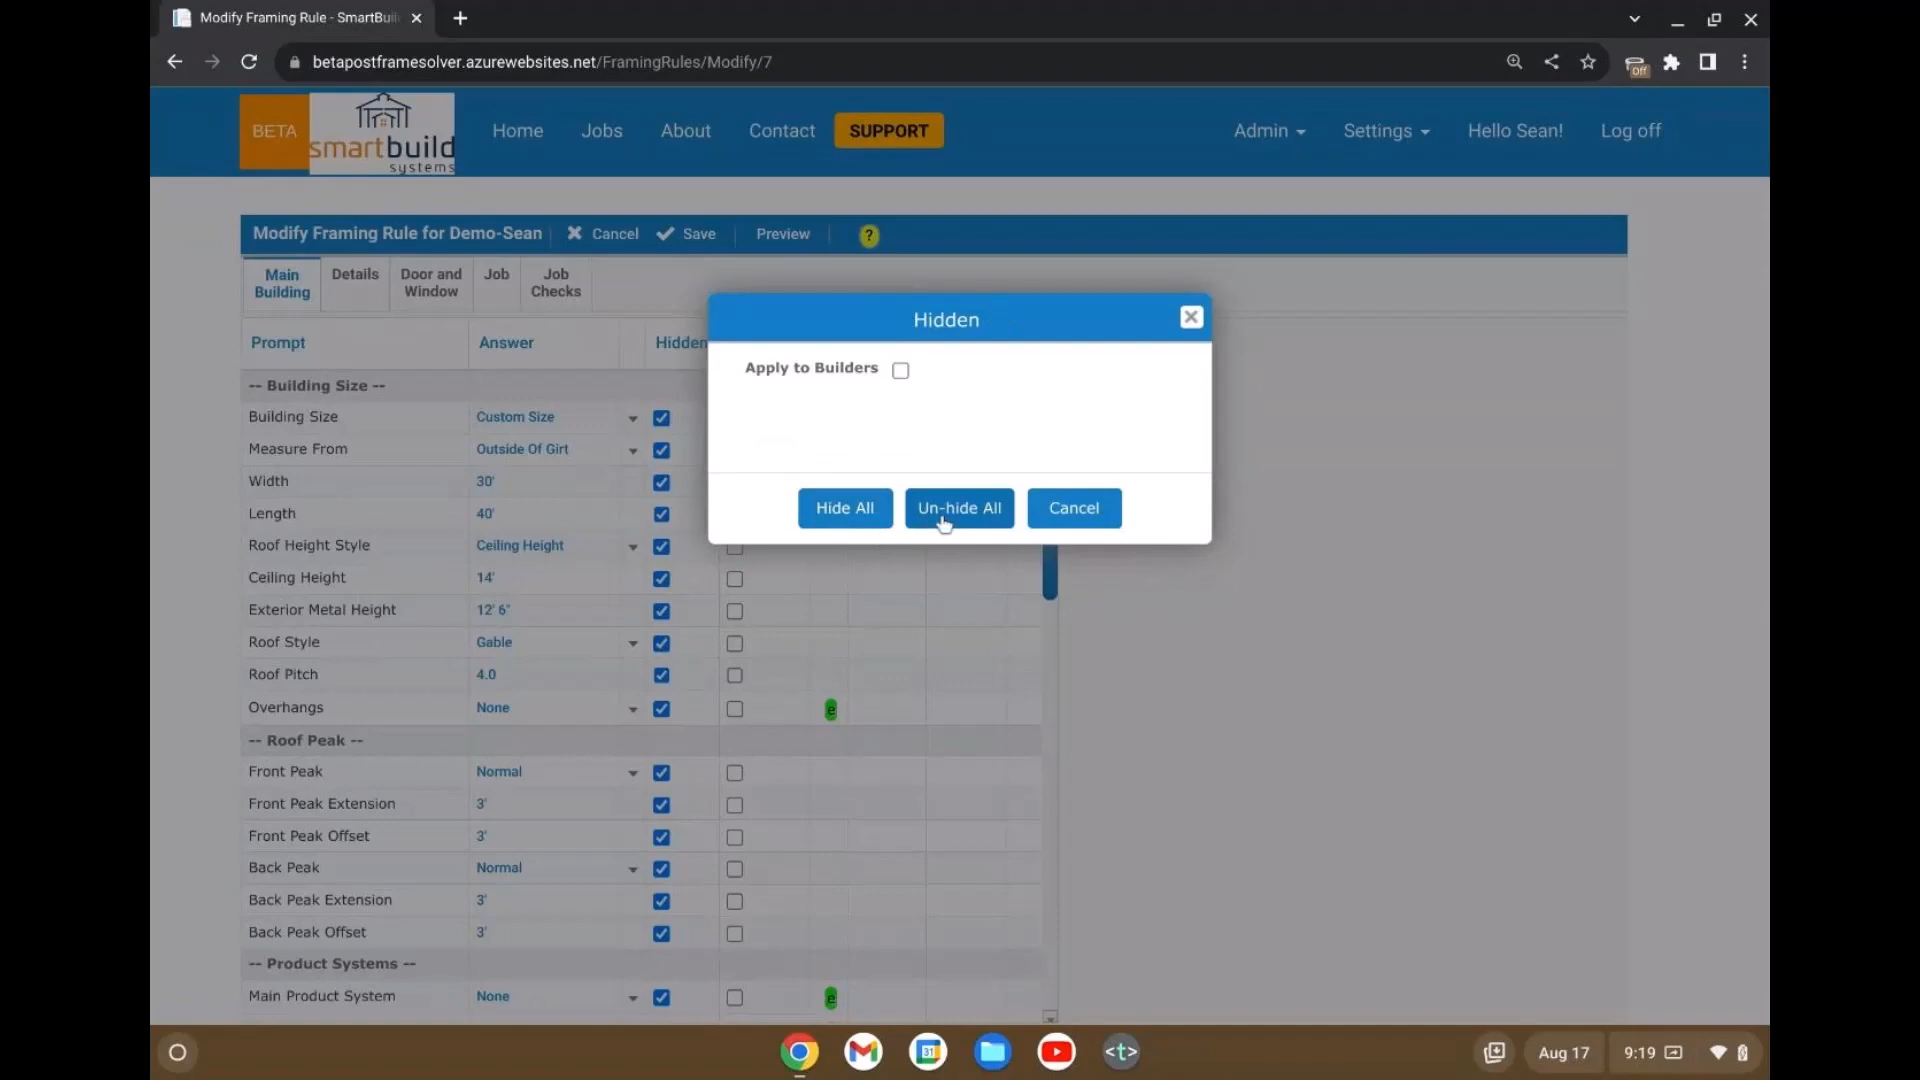 Modify Framing Rule - SmartBuil
betapostframesolver.azurewebsites.net/FramingRules/Modify/7
Off
BETA
smartbuild
systems
Home
Jobs
About
Contact
SUPPORT
Admin
Settings
Hello Sean!
Log off
Modify Framing Rule for Demo-Sean
Cancel
Save
Preview
?
Main Building
Details
Door and Window
Job
Job Checks
Prompt
Answer
Hidden
-- Building Size --
Building Size Custom Size
Measure From Outside Of Girt
Width 30'
Length 40'
Roof Height Style Ceiling Height
Ceiling Height 14'
Exterior Metal Height 12' 6"
Roof Style Gable
Roof Pitch 4.0
Overhangs None e
-- Roof Peak --
Front Peak Normal
Front Peak Extension 3'
Front Peak Offset 3'
Back Peak Normal
Back Peak Extension 3'
Back Peak Offset 3'
-- Product Systems --
Main Product System None e
Hidden
Apply to Builders
Hide All
Un-hide All
Cancel
31
<t>
Aug 17
9:19